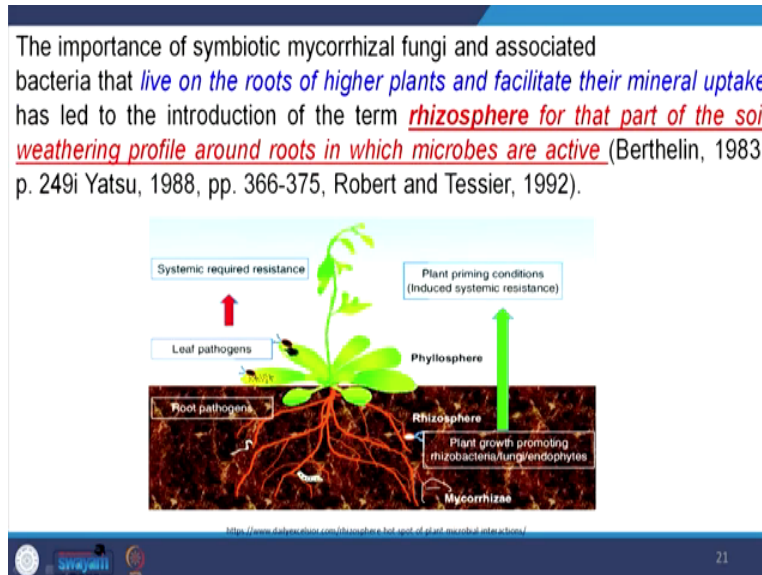 The importance of symbiotic mycorrhizal fungi and associated
bacteria that live on the roots of higher plants and facilitate their mineral uptake
has led to the introduction of the term rhizosphere for that part of the soi
weathering profile around roots in which microbes are active (Berthelin, 1983
p. 249i Yatsu, 1988, pp. 366-375, Robert and Tessier, 1992).
Systemic required resistance
Plant priming conditions
(Induced systemic resistance)
Leaf pathogens
Phyllosphere
Root pathogens
Rhizosphere
Plant growth promoting
rhizobacteria/fungi/endophytes
Mycorrhizae
https://www.dailyexcelsior.com/rhizosphere-hot-spot-of-plant-microbial-interactions/
swayam
21